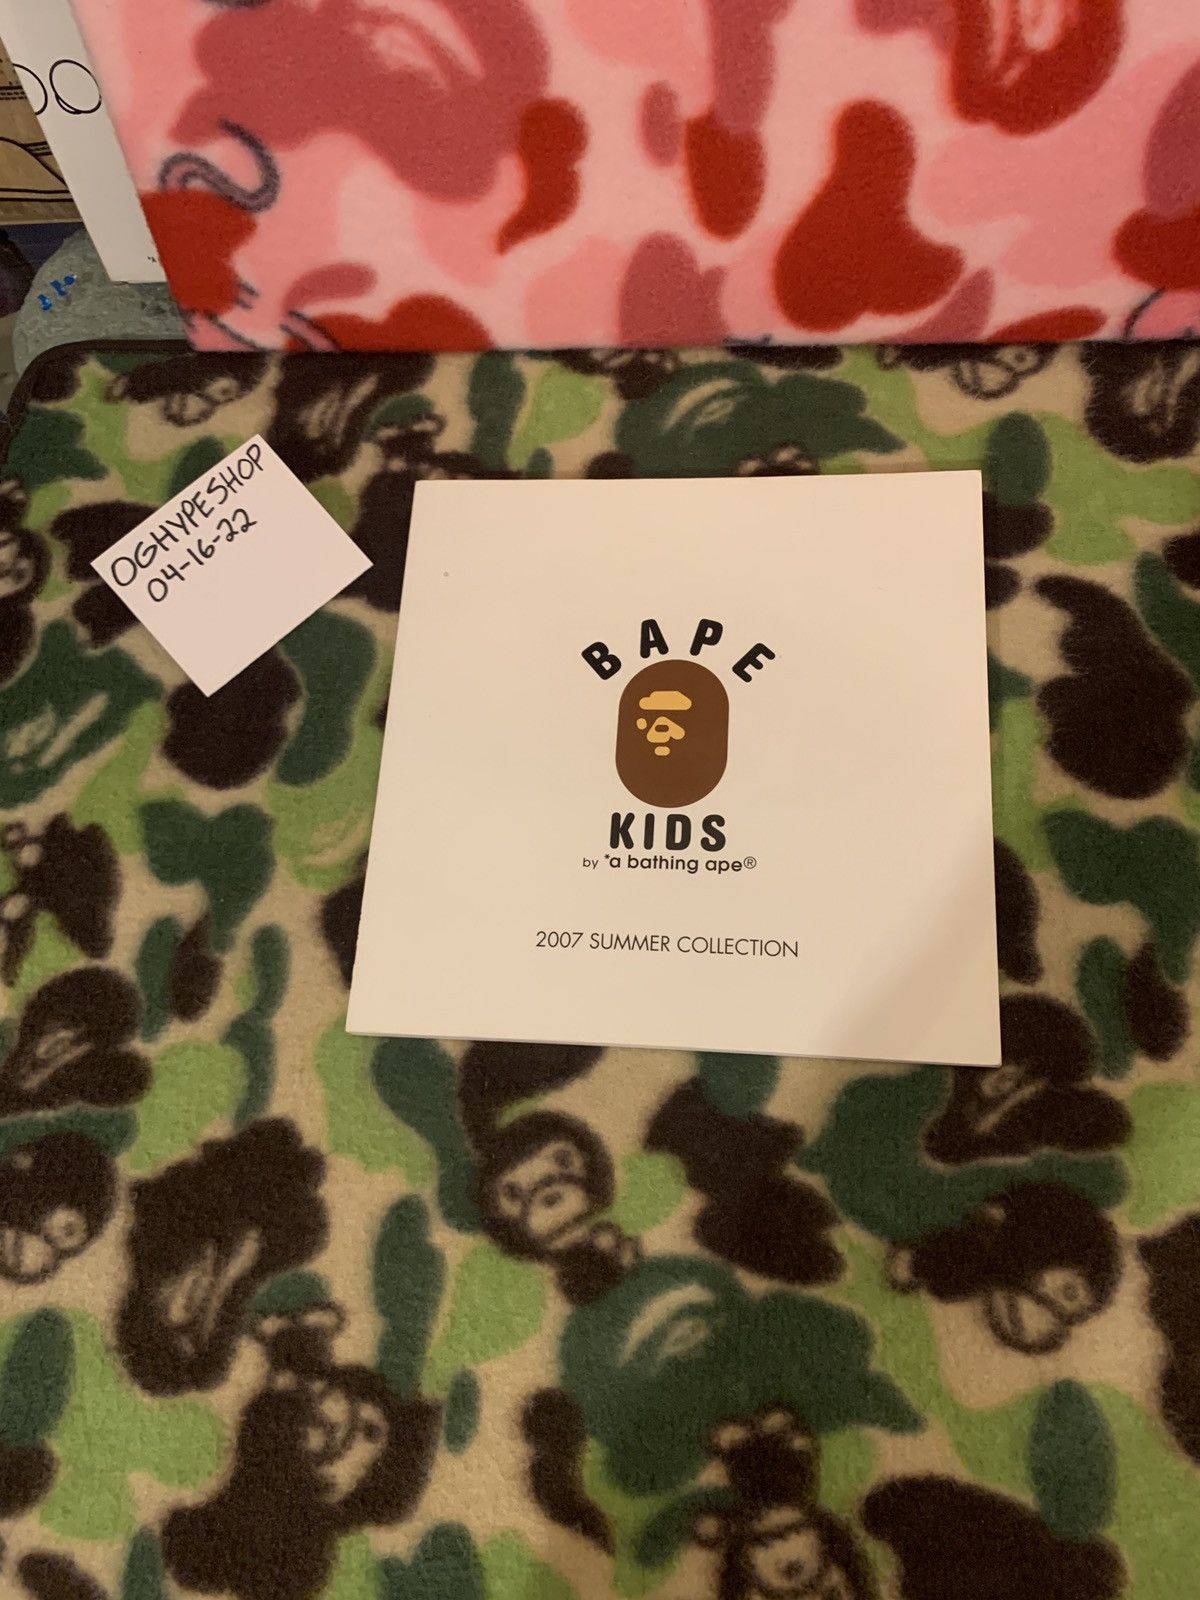 OGHYPESHOP
04-16-22
BAPE
KIDS
by *a bathing ape®
2007 SUMMER COLLECTION